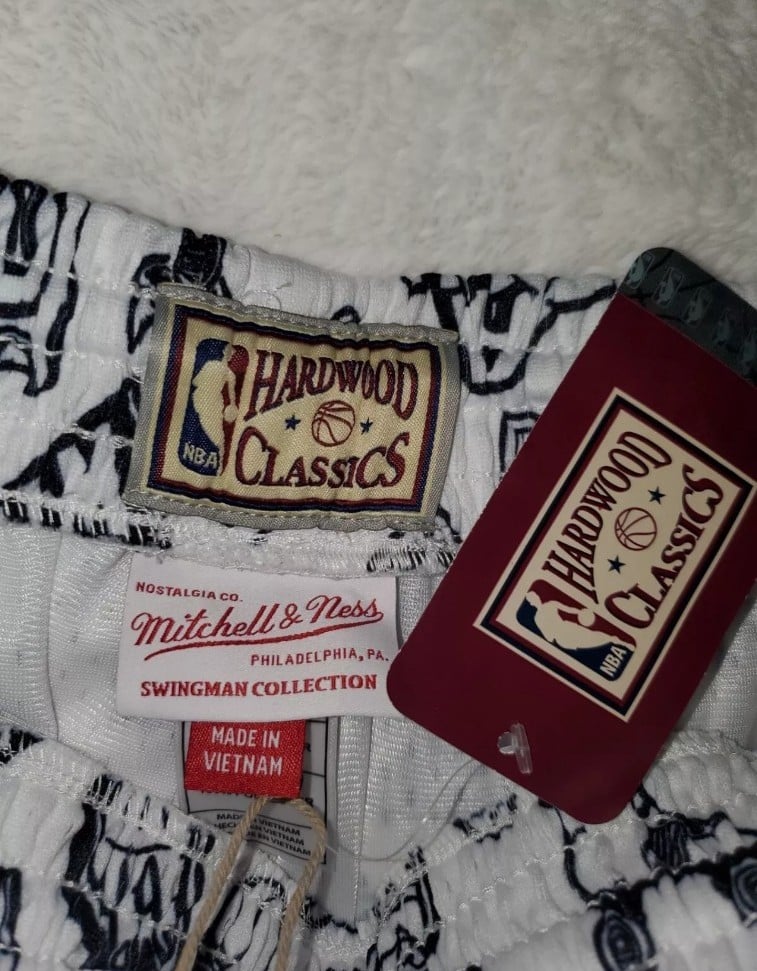 HARDWOOD
CLASSICS
NBA
NOSTALGIA CO.
Mitchell & Ness
PHILADELPHIA, PA.
SWINGMAN COLLECTION
MADE IN
VIETNAM
HARDWOOD
CLASSICS
NBA